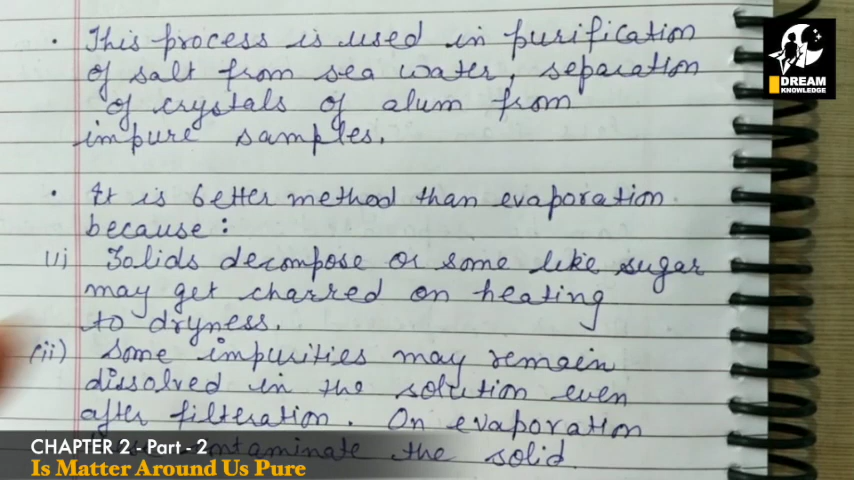 • This process is used in purification
of salt from sea water, separation
of crystals of alum from
impure samples.
• It is better method than evaporation
because:
(i) Solids decompose or some like sugar
may get charred on heating
to dryness.
(ii) Some impurities may remain
dissolved in the solution even
after filteration. On evaporation
contaminate the solid
DREAM
KNOWLEDGE
CHAPTER 2 - Part - 2
Is Matter Around Us Pure